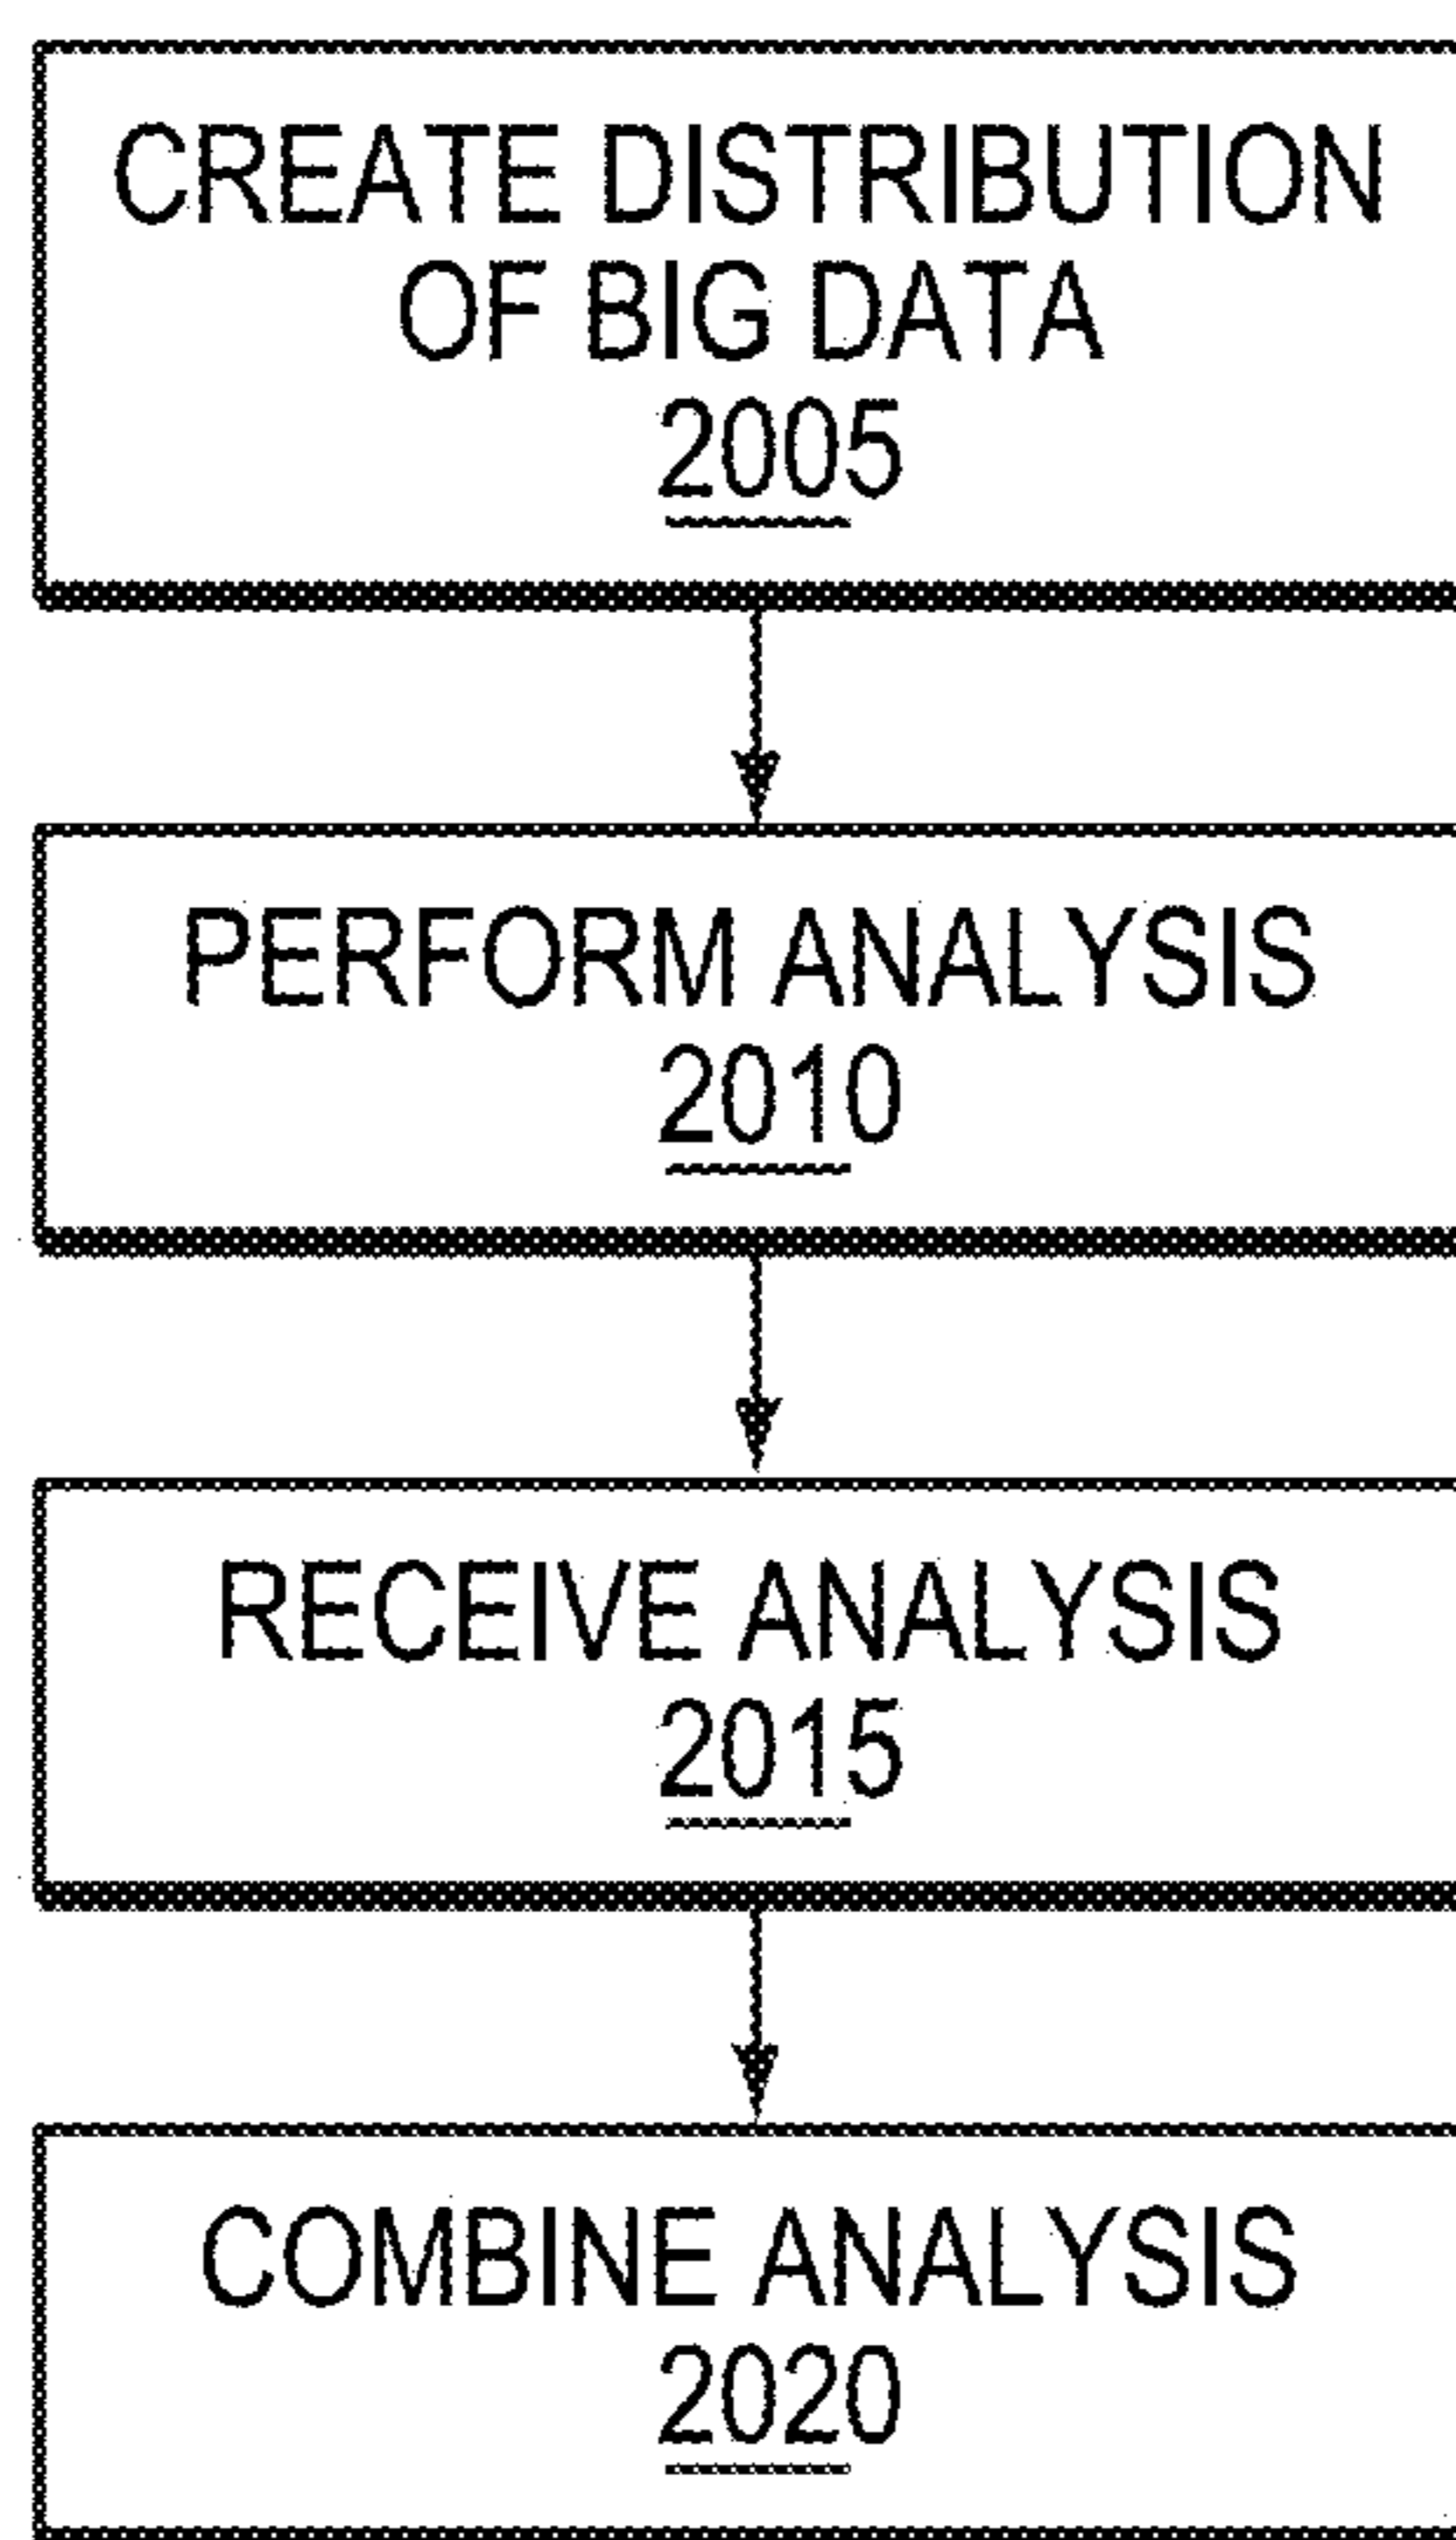 CREATE DISTRIBUTION
OF BIG DATA
2005
PERFORM ANALYSIS
2010
RECEIVE ANALYSIS
2015
COMBINE ANALYSIS
2020